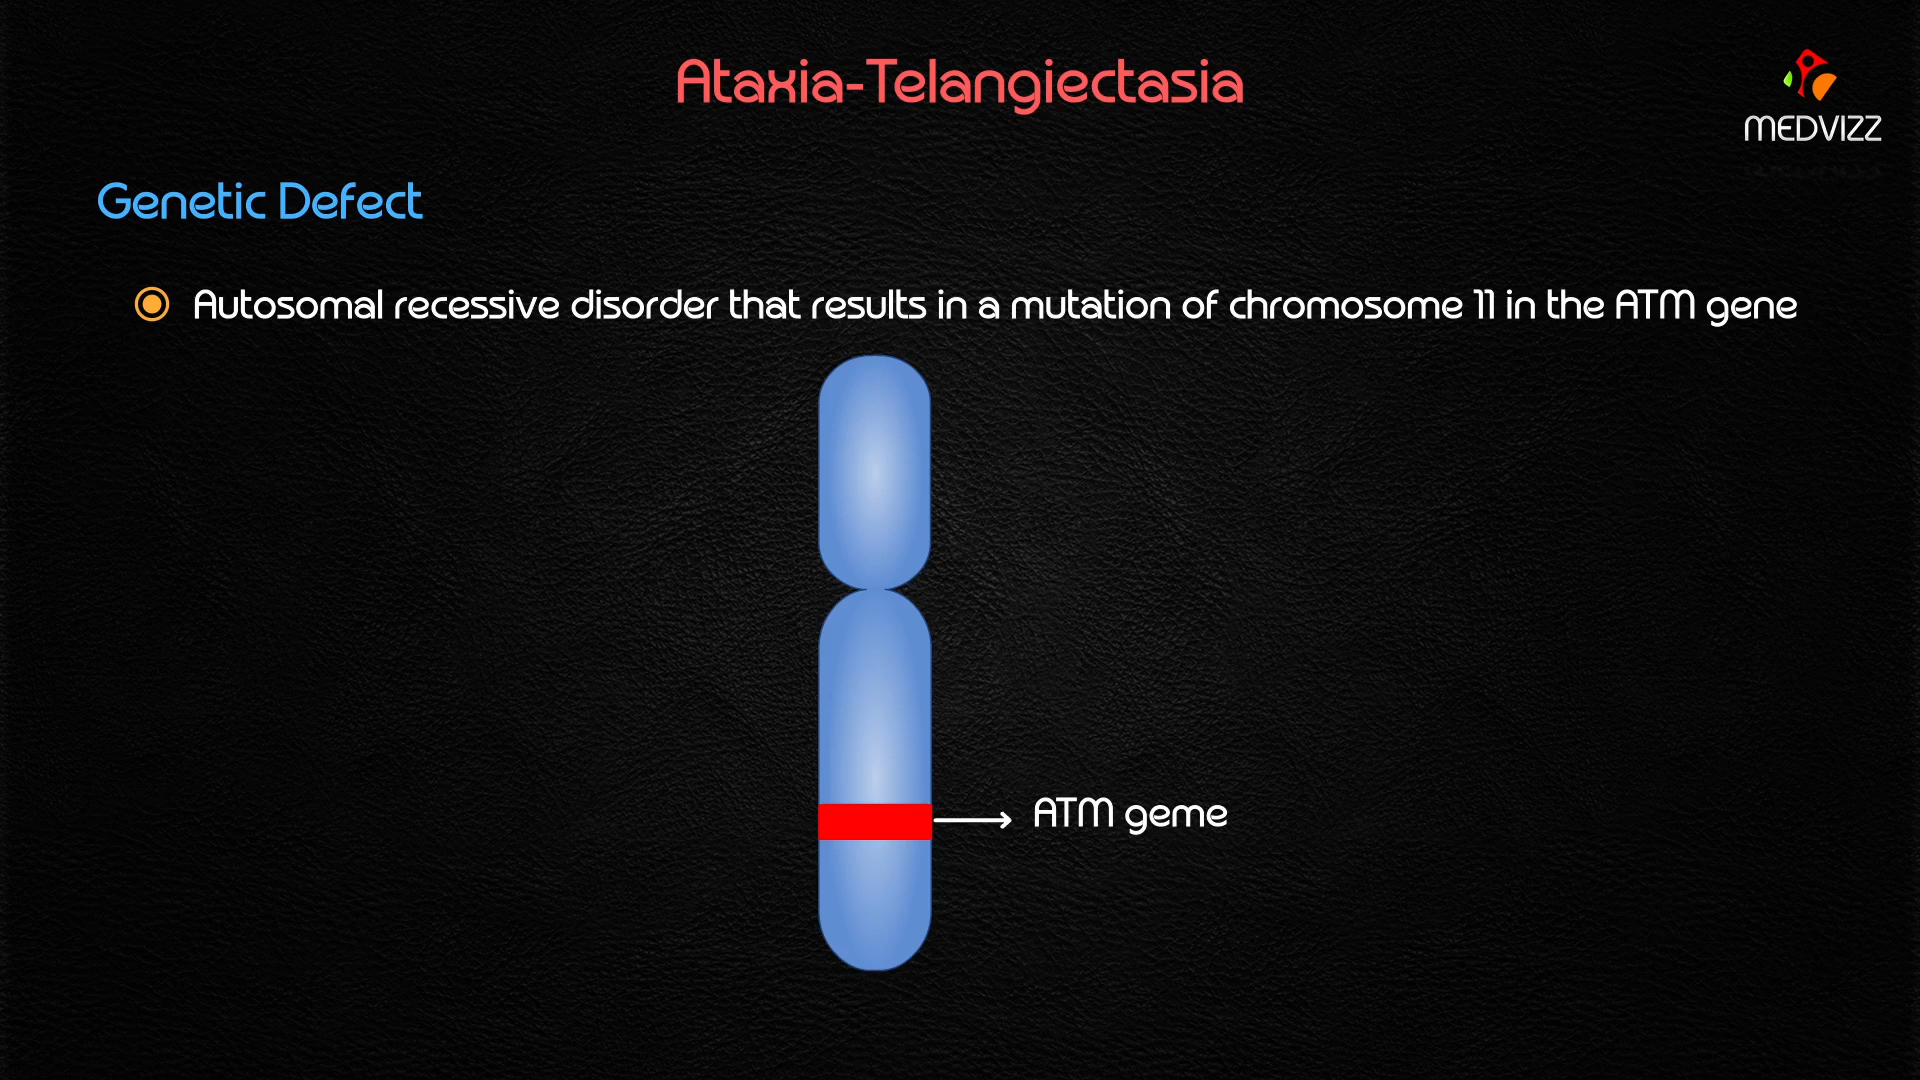 Ataxia-Telangiectasia
MEDVIZZ
Genetic Defect
Autosomal recessive disorder that results in a mutation of chromosome 11 in the ATM gene
ATM geme